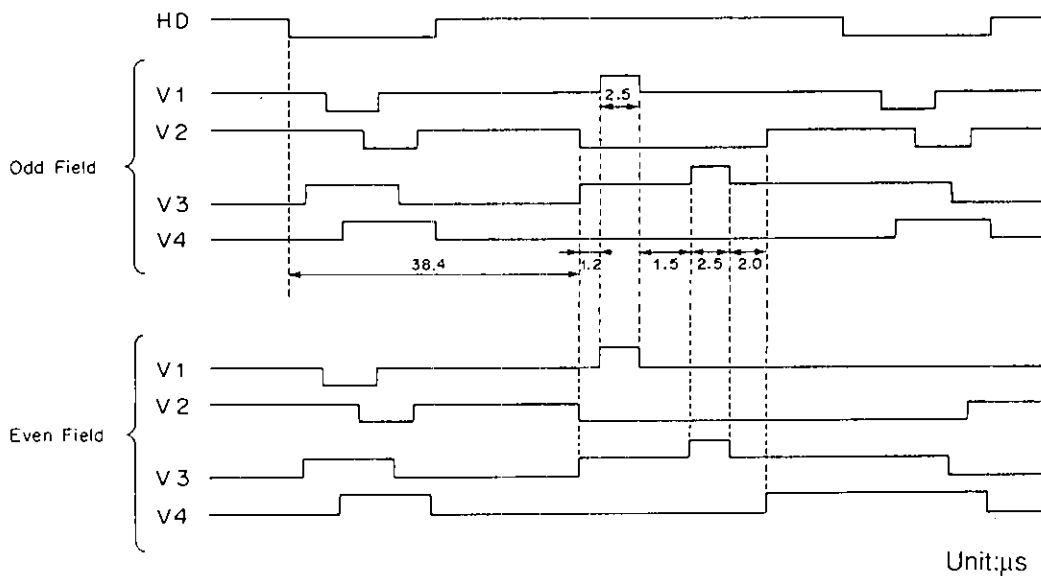 HD
V1
2.5
V2
Odd Field
V3
V4
1.2 1.5 2.5 2.0
38.4
V1
V2
Even Field
V3
V4
Unit:μs